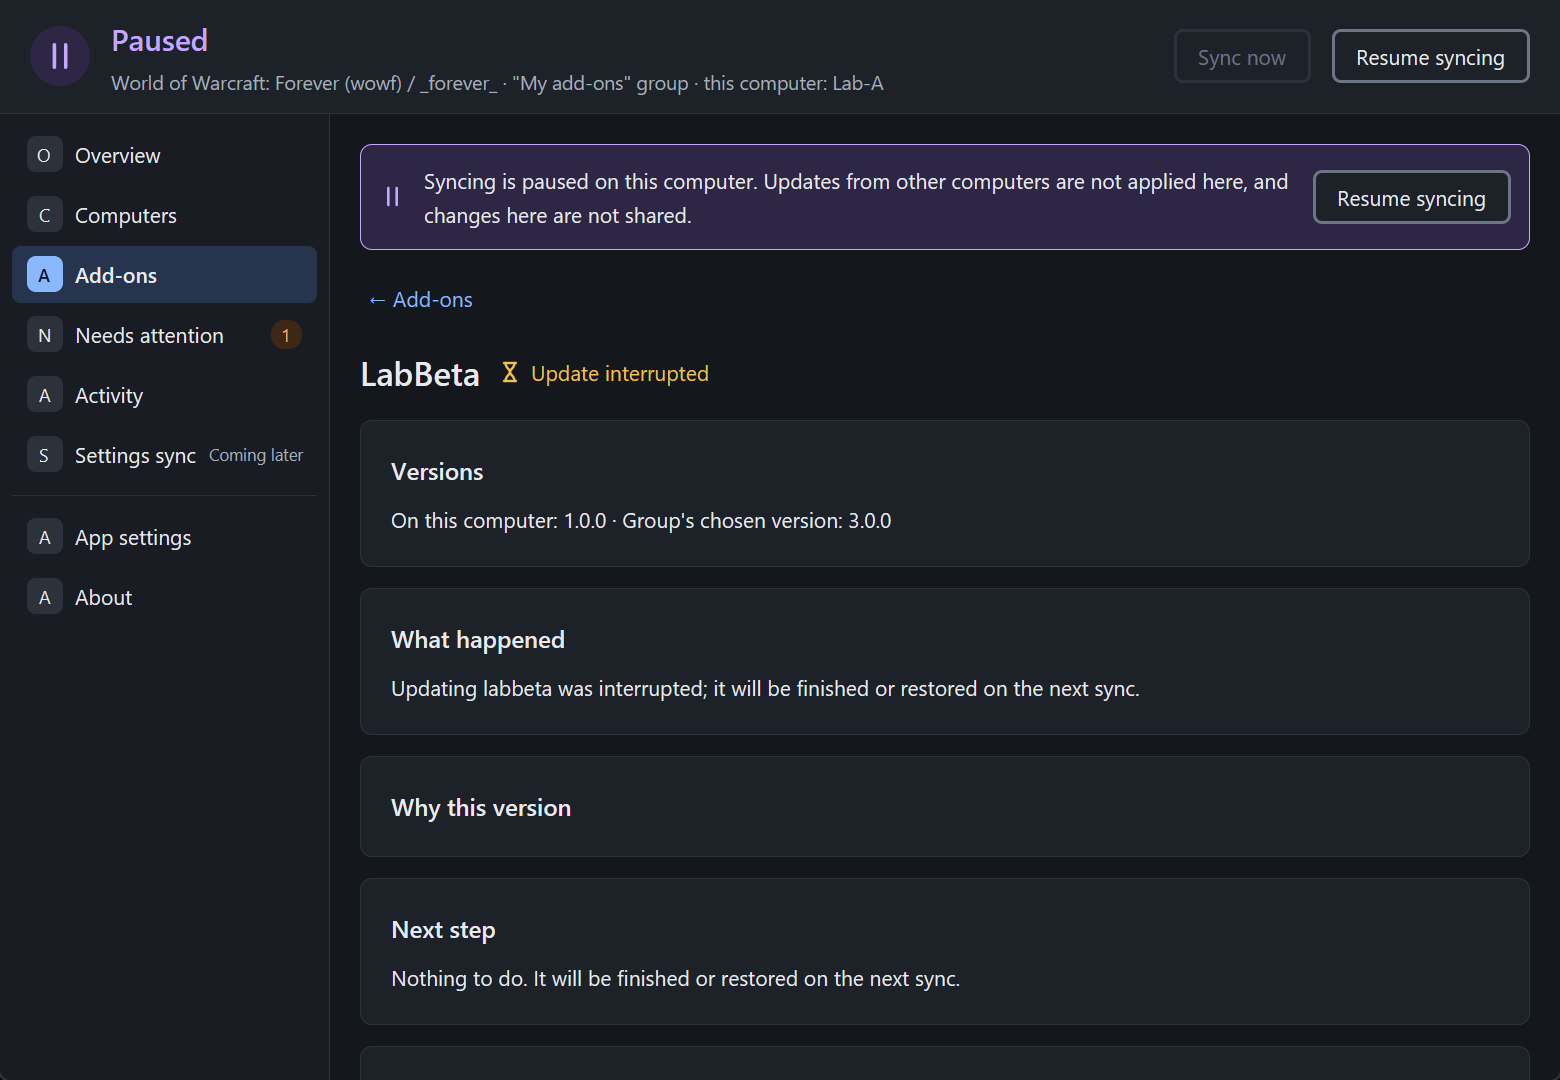 Paused
World of Warcraft: Forever (wowf) / _forever_ · "My add-ons" group · this computer: Lab-A
Sync now
Resume syncing
O Overview
C Computers
A Add-ons
N Needs attention 1
A Activity
S Settings sync Coming later
A App settings
A About
Syncing is paused on this computer. Updates from other computers are not applied here, and
changes here are not shared.
Resume syncing
← Add-ons
LabBeta Update interrupted
Versions
On this computer: 1.0.0 · Group's chosen version: 3.0.0
What happened
Updating labbeta was interrupted; it will be finished or restored on the next sync.
Why this version
Next step
Nothing to do. It will be finished or restored on the next sync.